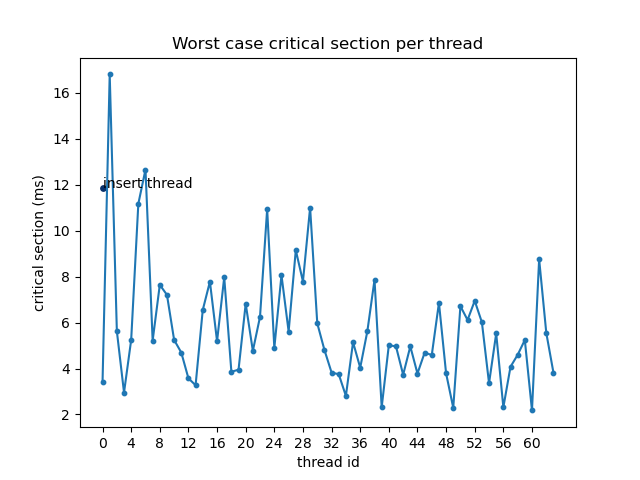 Worst case critical section per thread
critical section (ms)
16
14
12
10
8
6
4
2
insert thread
0 4 8 12 16 20 24 28 32 36 40 44 48 52 56 60
thread id